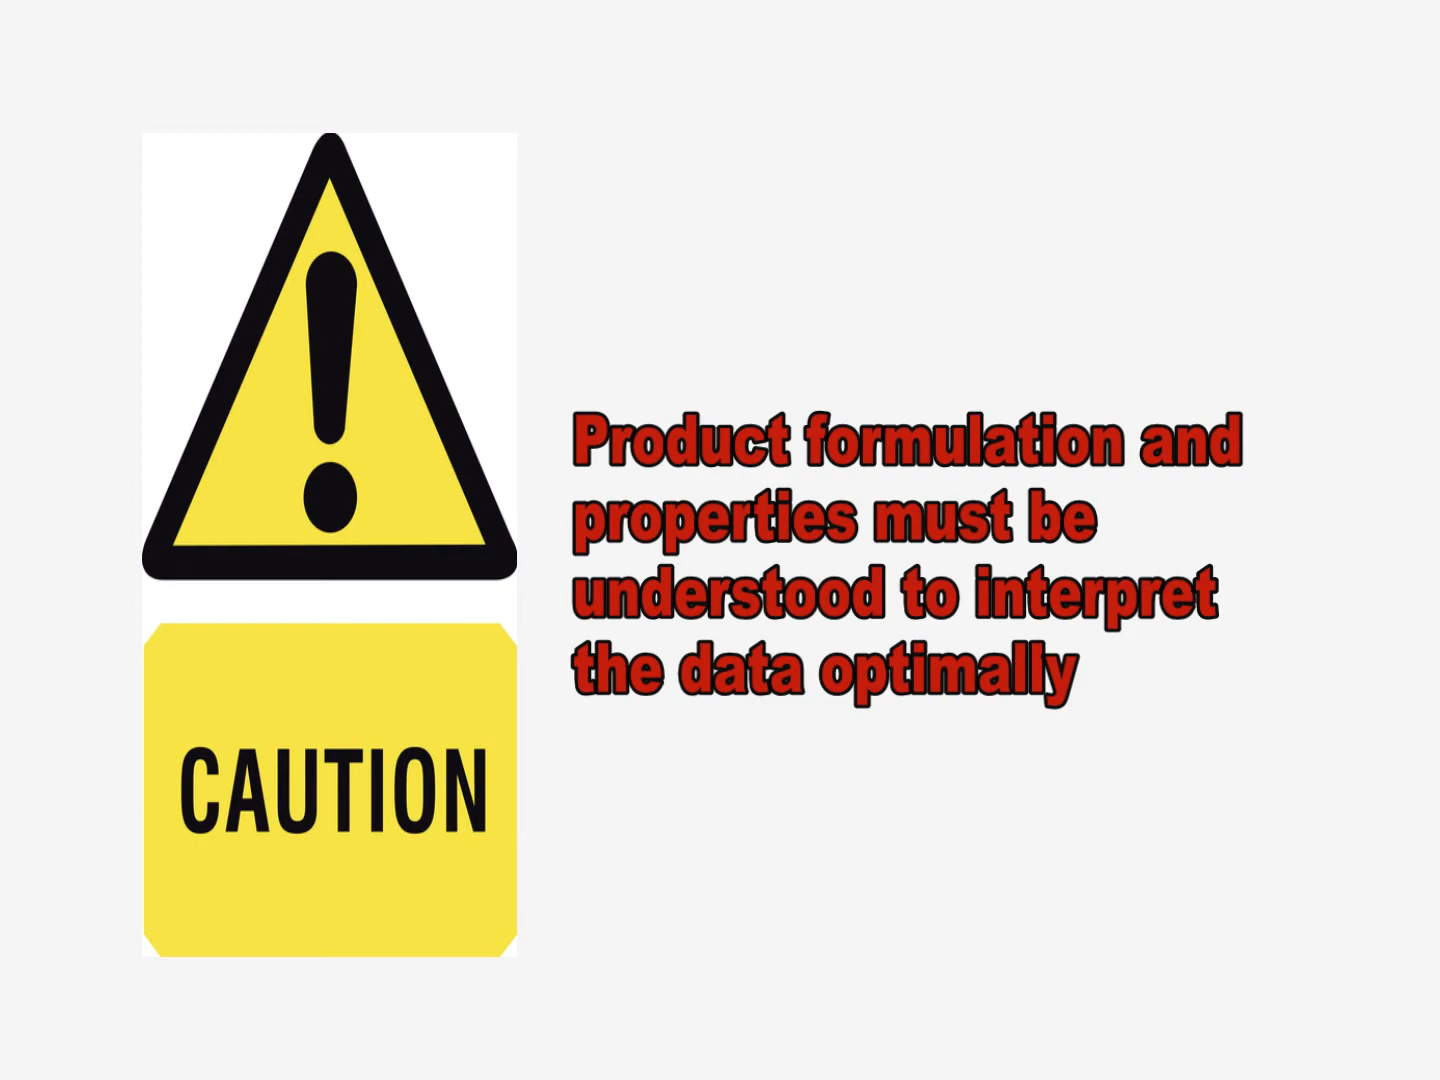 CAUTION
Product formulation and
properties must be
understood to interpret
the data optimally